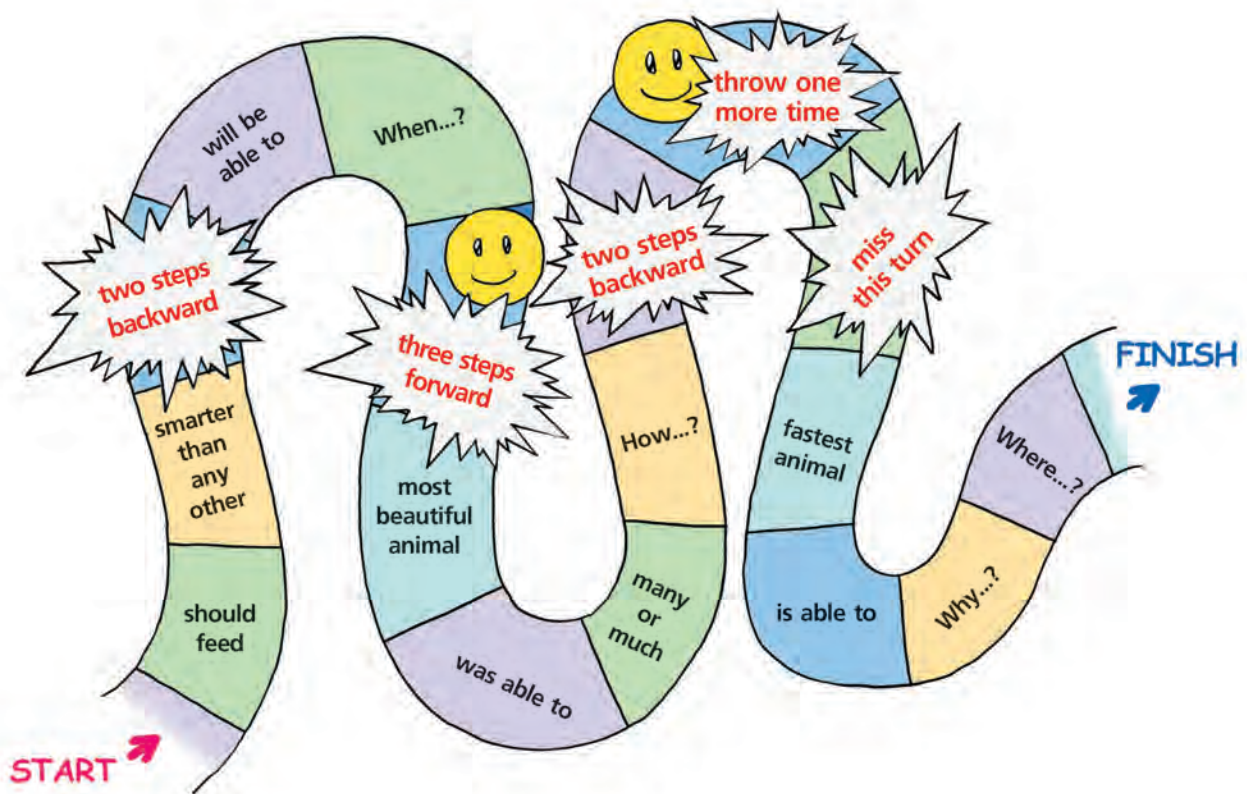 START
should
feed
smarter
than
any
other
two steps
backward
will be
able to
When...?
three steps
forward
most
beautiful
animal
was able to
many
or
much
How...?
two steps
backward
throw one
more time
miss
this turn
fastest
animal
is able to
Why...?
Where...?
FINISH